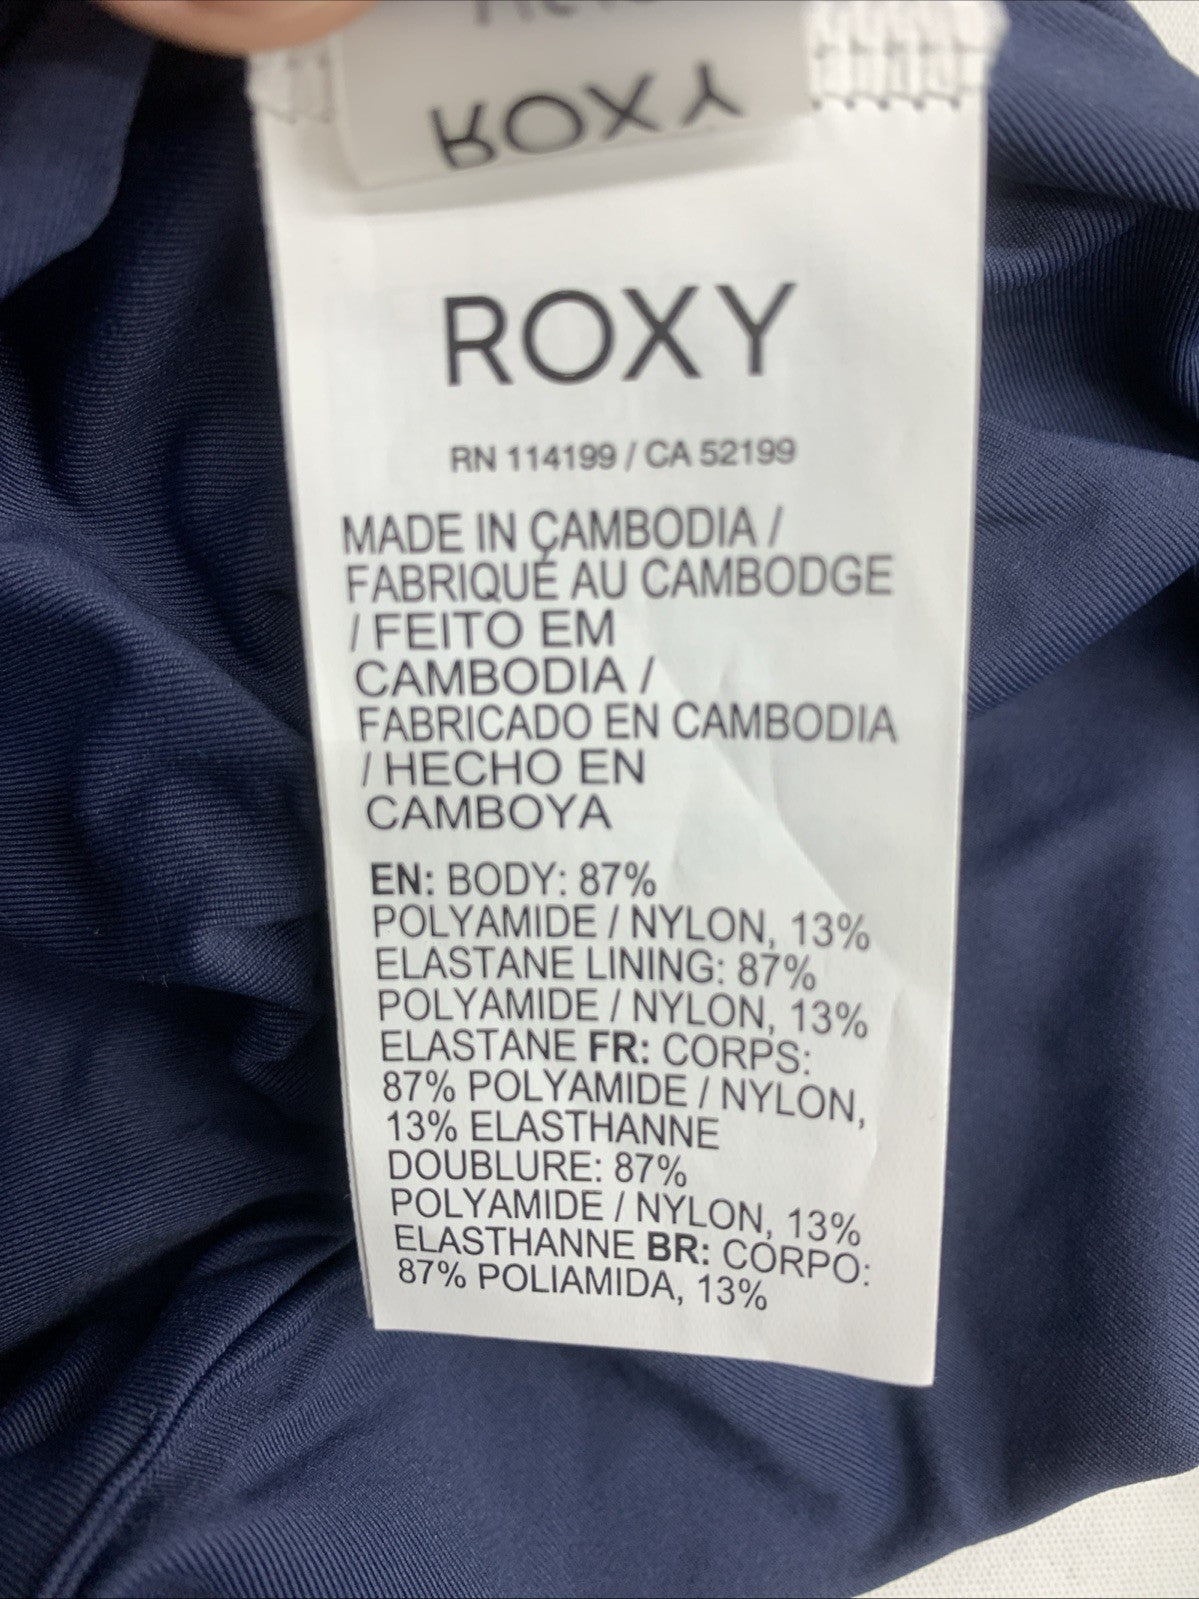 ROXY
ROXY
RN 114199 / CA 52199
MADE IN CAMBODIA /
FABRIQUÉ AU CAMBODGE
/ FEITO EM
CAMBODIA /
FABRICADO EN CAMBODIA
/ HECHO EN
CAMBOYA
EN: BODY: 87%
POLYAMIDE / NYLON, 13%
ELASTANE LINING: 87%
POLYAMIDE / NYLON, 13%
ELASTANE FR: CORPS:
87% POLYAMIDE / NYLON,
13% ELASTHANNE
DOUBLURE: 87%
POLYAMIDE / NYLON, 13%
ELASTHANNE BR: CORPO:
87% POLIAMIDA, 13%